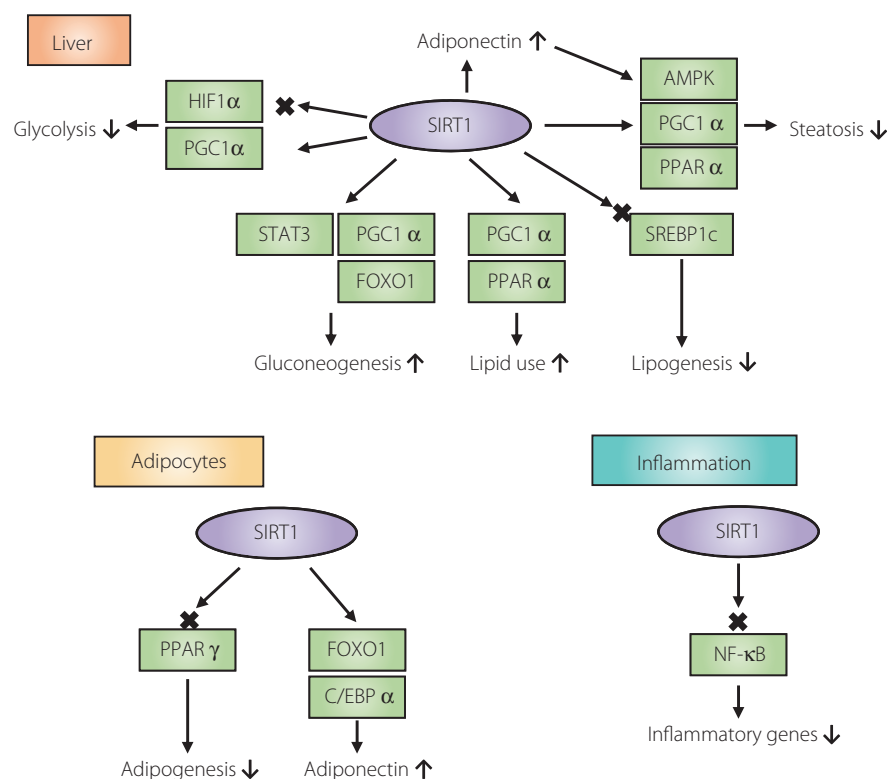 Liver
Adiponectin ↑
HIF1α
AMPK
SIRT1
Glycolysis ↓
PGC1α
PGC1 α
Steatosis ↓
PPAR α
STAT3
PGC1 α
PGC1 α
SREBP1c
FOXO1
PPAR α
Gluconeogenesis ↑
Lipid use ↑
Lipogenesis ↓
Adipocytes
SIRT1
PPAR γ
FOXO1
C/EBP α
Adipogenesis ↓
Adiponectin ↑
Inflammation
SIRT1
NF-κB
Inflammatory genes ↓